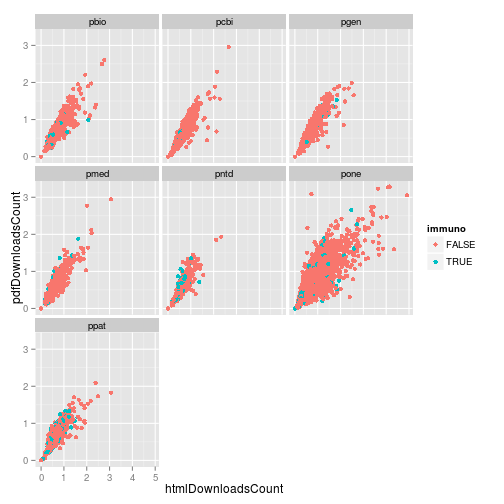 pbio pcbi pgen
3
2
1
0
pmed pntd pone
3
2
1
0
ppat
3
2
1
0
0 1 2 3 4 5
htmlDownloadsCount
pdfDownloadsCount
immuno
FALSE
TRUE